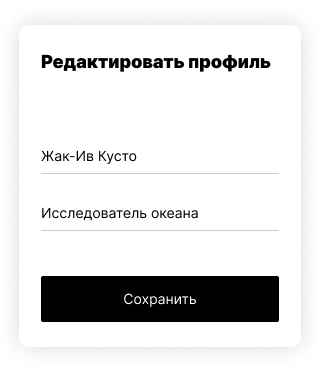 Редактировать профиль
Жак-Ив Кусто
Исследователь океана
Сохранить